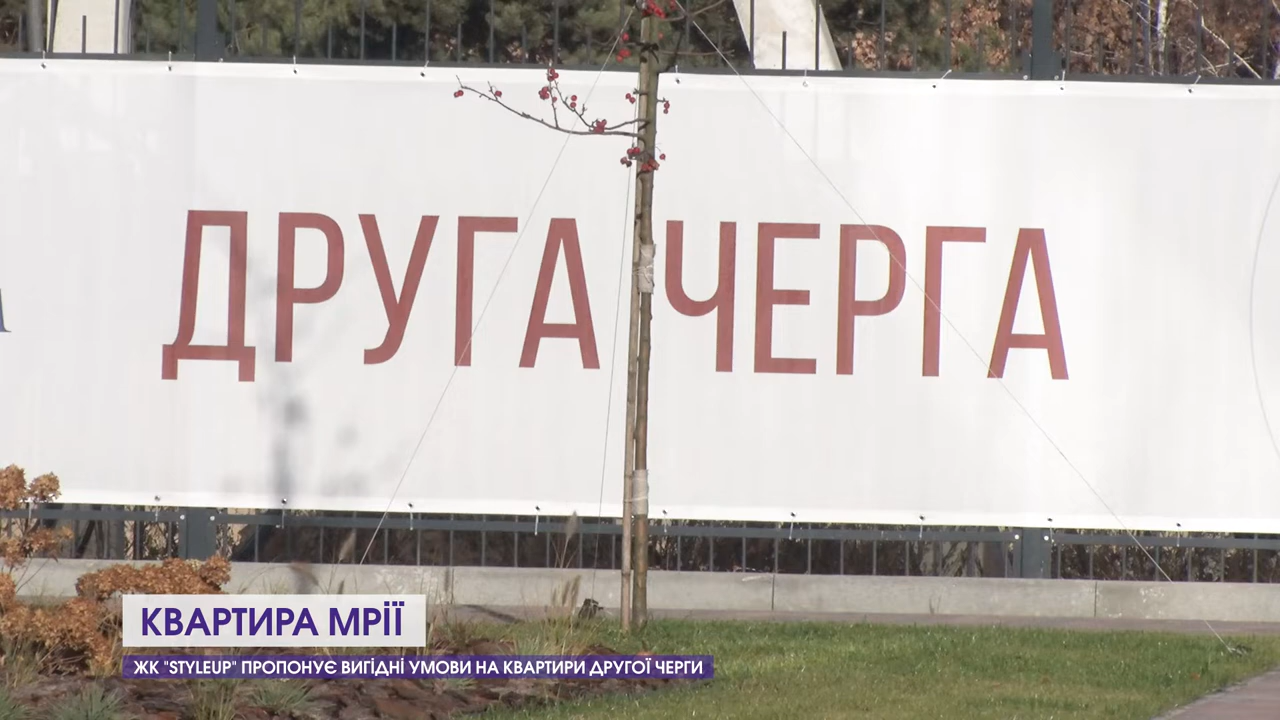 ДРУГА ЧЕРГА
КВАРТИРА МРІЇ
ЖК "STYLEUP" ПРОПОНУЄ ВИГІДНІ УМОВИ НА КВАРТИРИ ДРУГОЇ ЧЕРГИ